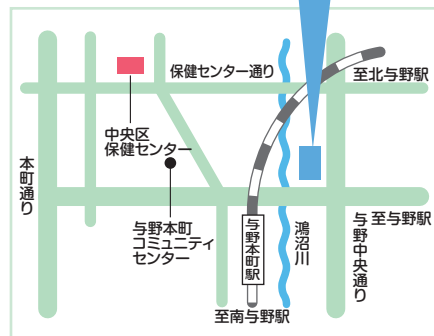 保健センター通り
至北与野駅
中央区
保健センター
本町通り
与野本町
コミュニティ
センター
与野本町駅
鴻沼川
与野中央通り
至与野駅
至南与野駅